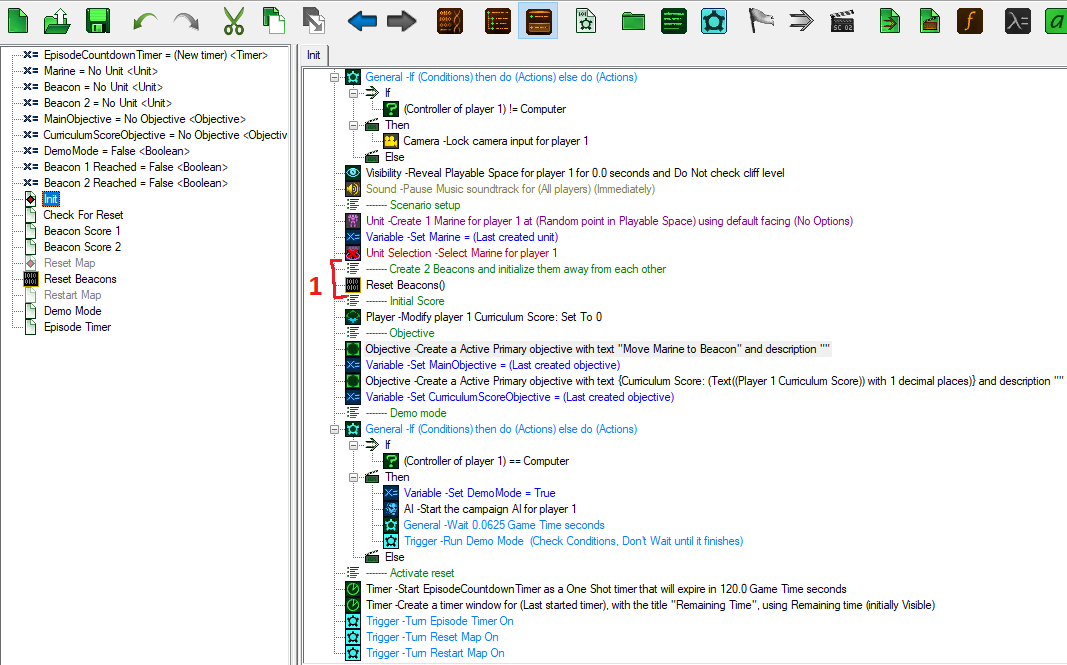 SC 02
EpisodeCountdownTimer = (New timer) <Timer>
Marine = No Unit <Unit>
Beacon = No Unit <Unit>
Beacon 2 = No Unit <Unit>
MainObjective = No Objective <Objective>
CurriculumScoreObjective = No Objective <Objectiv
DemoMode = False <Boolean>
Beacon 1 Reached = False <Boolean>
Beacon 2 Reached = False <Boolean>
Init
Check For Reset
Beacon Score 1
Beacon Score 2
Reset Map
Reset Beacons
Restart Map
Demo Mode
Episode Timer
Init
General -If (Conditions) then do (Actions) else do (Actions)
If
(Controller of player 1) != Computer
Then
Camera -Lock camera input for player 1
Else
Visibility -Reveal Playable Space for player 1 for 0.0 seconds and Do Not check cliff level
Sound -Pause Music soundtrack for (All players) (Immediately)
------- Scenario setup
Unit -Create 1 Marine for player 1 at (Random point in Playable Space) using default facing (No Options)
Variable -Set Marine = (Last created unit)
Unit Selection -Select Marine for player 1
------- Create 2 Beacons and initialize them away from each other
1
Reset Beacons()
------- Initial Score
Player -Modify player 1 Curriculum Score: Set To 0
------- Objective
Objective -Create a Active Primary objective with text "Move Marine to Beacon" and description ""
Variable -Set MainObjective = (Last created objective)
Objective -Create a Active Primary objective with text {Curriculum Score: (Text((Player 1 Curriculum Score)) with 1 decimal places)} and description ""
Variable -Set CurriculumScoreObjective = (Last created objective)
------- Demo mode
General -If (Conditions) then do (Actions) else do (Actions)
If
(Controller of player 1) == Computer
Then
Variable -Set DemoMode = True
AI -Start the campaign AI for player 1
General -Wait 0.0625 Game Time seconds
Trigger -Run Demo Mode (Check Conditions, Don't Wait until it finishes)
Else
------- Activate reset
Timer -Start EpisodeCountdownTimer as a One Shot timer that will expire in 120.0 Game Time seconds
Timer -Create a timer window for (Last started timer), with the title "Remaining Time", using Remaining time (initially Visible)
Trigger -Turn Episode Timer On
Trigger -Turn Reset Map On
Trigger -Turn Restart Map On